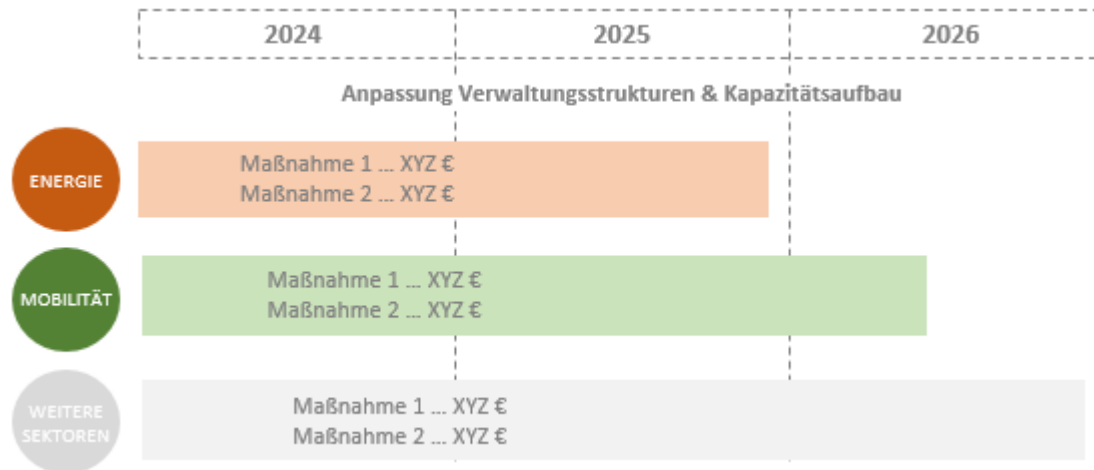 2024 2025 2026
Anpassung Verwaltungsstrukturen & Kapazitätsaufbau
ENERGIE
Maßnahme 1 ... XYZ €
Maßnahme 2 ... XYZ €
MOBILITÄT
Maßnahme 1 ... XYZ €
Maßnahme 2 ... XYZ €
WEITERE
SEKTOREN
Maßnahme 1 ... XYZ €
Maßnahme 2 ... XYZ €